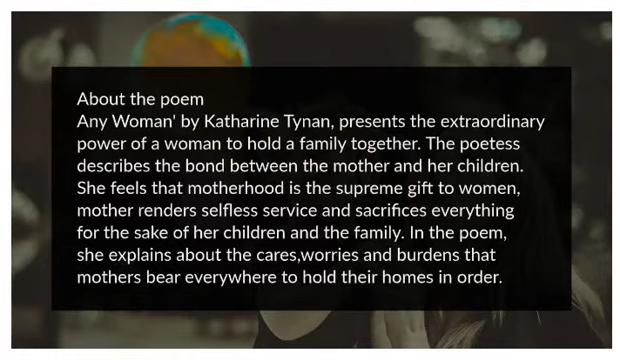 About the poem
Any Woman' by Katharine Tynan, presents the extraordinary
power of a woman to hold a family together. The poetess
describes the bond between the mother and her children.
She feels that motherhood is the supreme gift to women,
mother renders selfless service and sacrifices everything
for the sake of her children and the family. In the poem,
she explains about the cares,worries and burdens that
mothers bear everywhere to hold their homes in order.